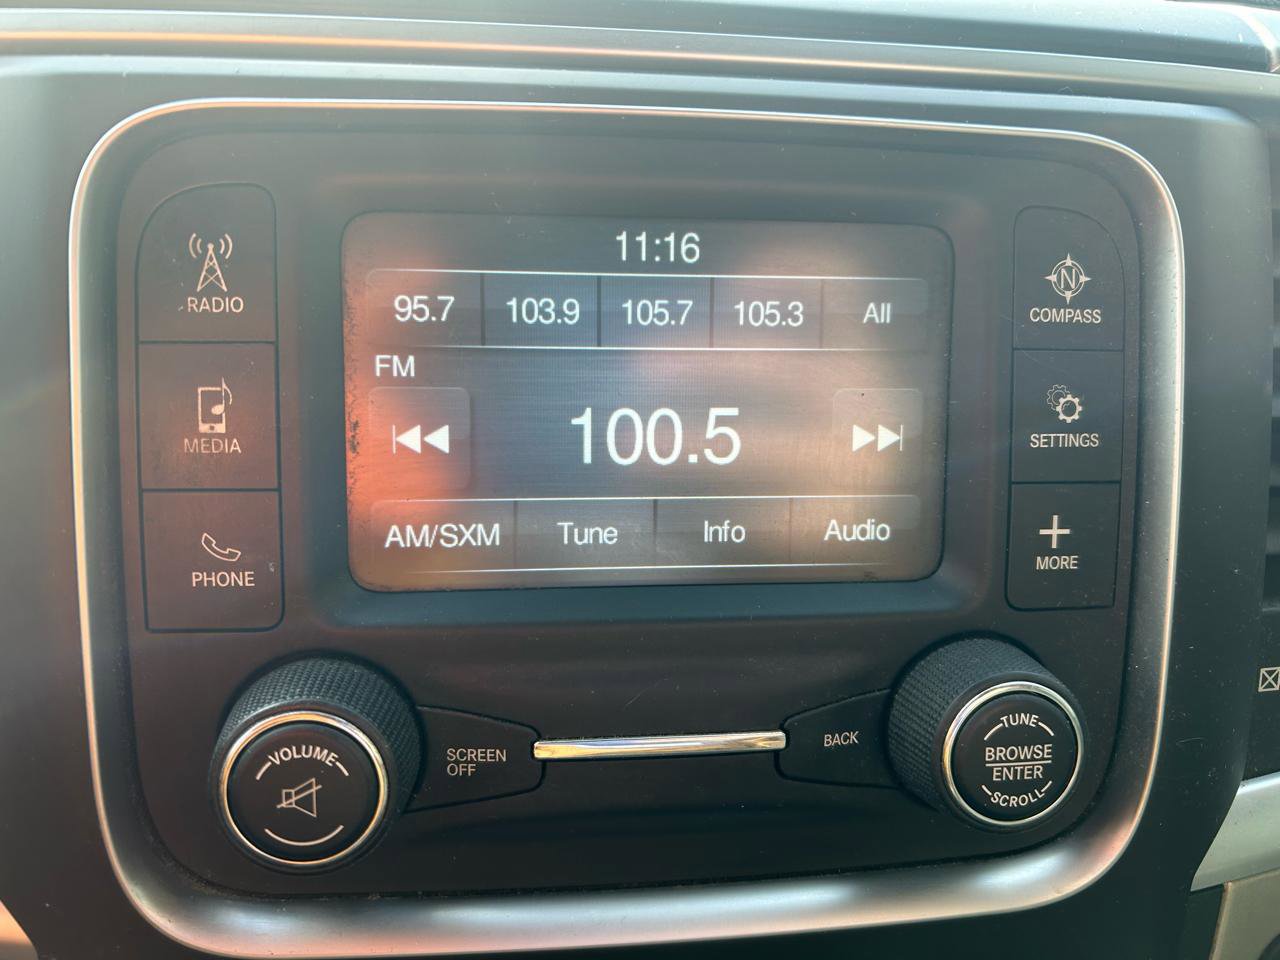 11:16
95.7 103.9 105.7 105.3 All
FM
100.5
AM/SXM Tune Info Audio
RADIO
MEDIA
PHONE
N
COMPASS
SETTINGS
MORE
VOLUME
SCREEN
OFF
BACK
TUNE
BROWSE
ENTER
SCROLL